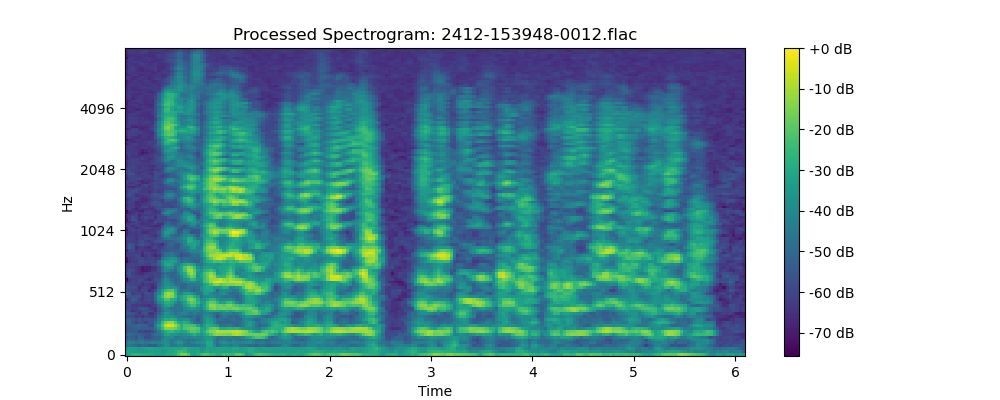 Processed Spectrogram: 2412-153948-0012.flac
+0 dB
-10 dB
-20 dB
-30 dB
-40 dB
-50 dB
-60 dB
-70 dB
4096
2048
1024
512
0
Hz
0 1 2 3 4 5 6
Time